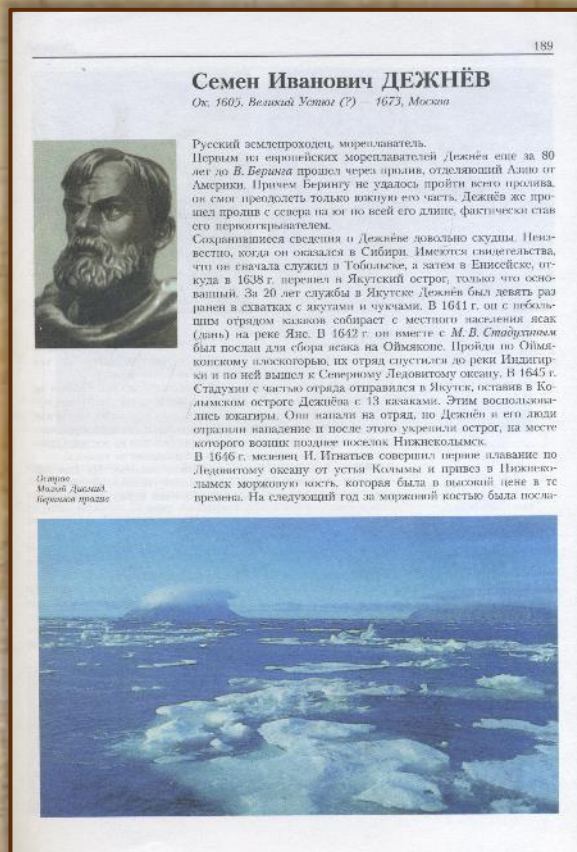 189
Семен Иванович ДЕЖНЁВ
Ок. 1605, Великий Устюг (?) — 1673, Москва
Русский землепроходец, мореплаватель.
Первым из европейских мореплавателей Дежнёв еще за 80
лет до В. Беринга прошел через пролив, отделяющий Азию от
Америки. Причем Берингу не удалось пройти всего пролива,
он смог преодолеть только южную его часть. Дежнёв же про-
шел пролив с севера на юг по всей его длине, фактически став
его первооткрывателем.
Сохранившиеся сведения о Дежнёве довольно скудны. Неиз-
вестно, когда он оказался в Сибири. Имеются свидетельства,
что он сначала служил в Тобольске, а затем в Енисейске, от-
куда в 1638 г. перешел в Якутский острог, только что осно-
ванный. За 20 лет службы в Якутске Дежнёв был девять раз
ранен в схватках с якутами и чукчами. В 1641 г. он с неболь-
шим отрядом казаков собирает с местного населения ясак
(дань) на реке Яне. В 1642 г. он вместе с М. В. Стадухиным
был послан для сбора ясака на Оймяконе. Пройдя по Оймя-
конскому плоскогорью, их отряд спустился до реки Индигир-
ки и по ней вышел к Северному Ледовитому океану. В 1645 г.
Стадухин с частью отряда отправился в Якутск, оставив в Ко-
лымском остроге Дежнёва с 13 казаками. Этим воспользова-
лись юкагиры. Они напали на отряд, но Дежнёв и его люди
отразили нападение и после этого укрепили острог, на месте
которого возник позднее поселок Нижнеколымск.
В 1646 г. мезенец И. Игнатьев совершил первое плавание по
Ледовитому океану от устья Колымы и привез в Нижнеко-
лымск моржовую кость, которая была в высокой цене в те
времена. На следующий год за моржовой костью была посла-
Остров
Малый Диомид.
Берингов пролив